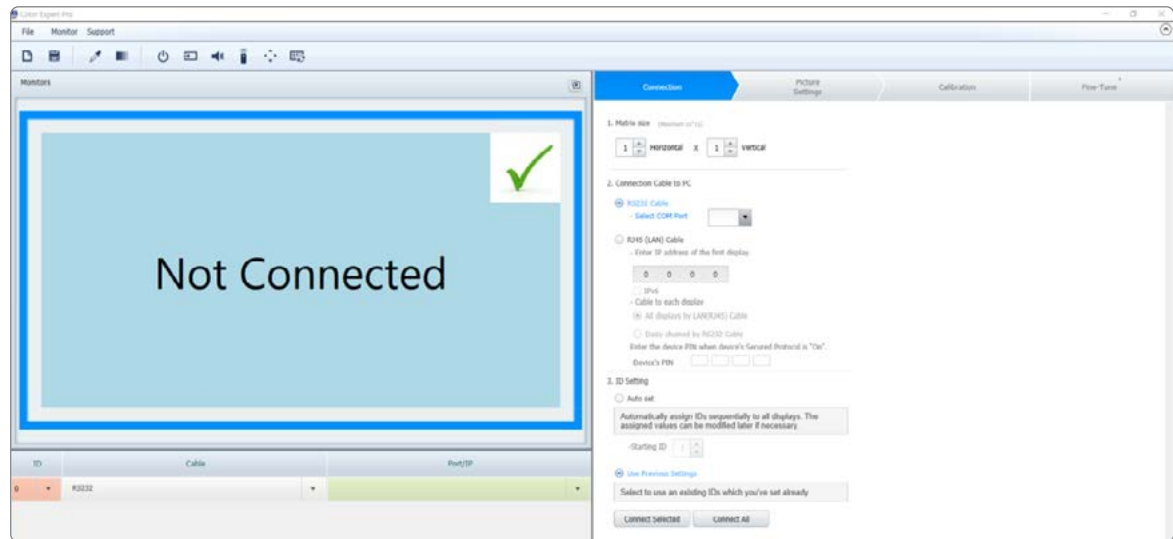 Color Expert Pro
File Monitor Support
Monitors
Not Connected
ID Cable Port/IP
0 RS232
Connection
Picture
Settings
Calibration
Fine-Tune
1. Matrix size
1 Horizontal X 1 Vertical
2. Connection Cable to PC
RS232 Cable
- Select COM Port
RJ45 (LAN) Cable
- Enter IP address of the first display
0 0 0 0
IPv6
- Cable to each display
All displays by LAN(RJ45) Cable
Daisy chained by RS232 Cable
Enter the device PIN when device's Secured Protocol is "On".
Device's PIN
3. ID Setting
Auto set
Automatically assign IDs sequentially to all displays. The
assigned values can be modified later if necessary
-Starting ID 1
Use Previous Settings
Select to use an existing IDs which you've set already
Connect Selected Connect All